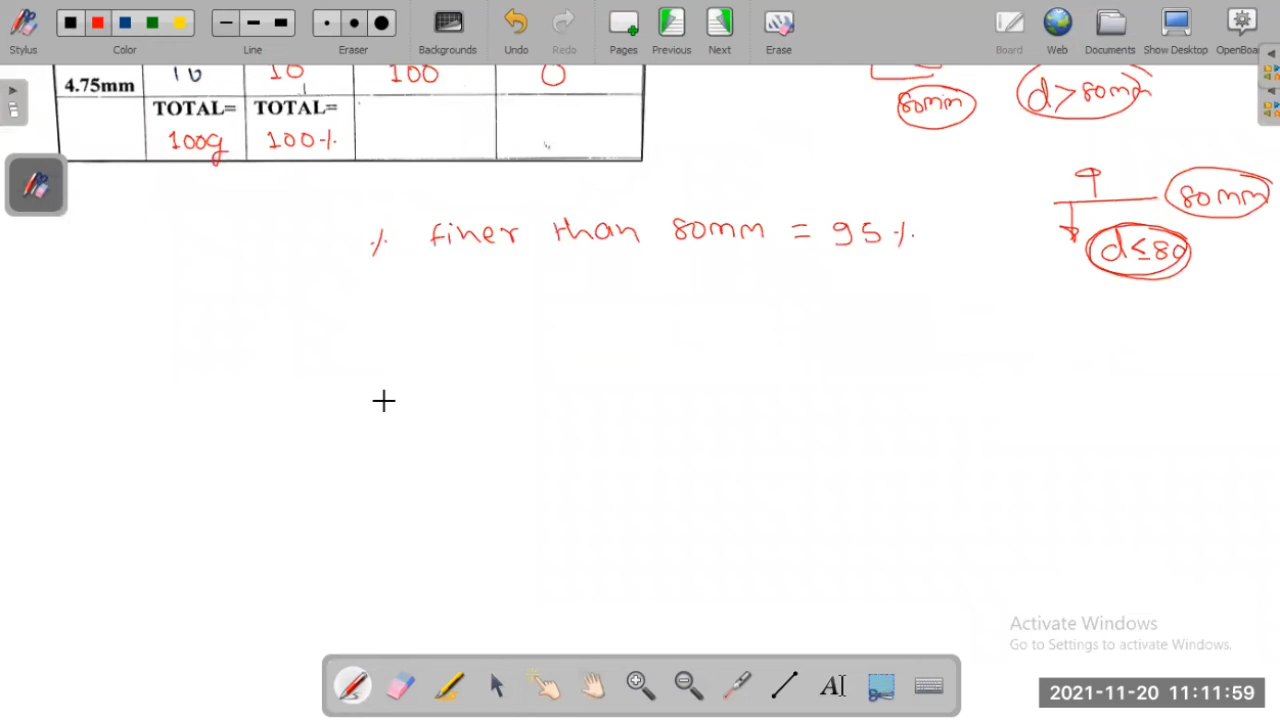 Stylus
Color
Line
Eraser
Backgrounds
Undo
Redo
Pages
Previous
Next
Erase
Board
Web
Documents
Show Desktop
OpenBoa
4.75mm 10 10 100 0
TOTAL= TOTAL=
100g 100%
80mm
d>80mm
80mm
d≤80
% finer than 80mm = 95%
Activate Windows
Go to Settings to activate Windows.
2021-11-20 11:11:59